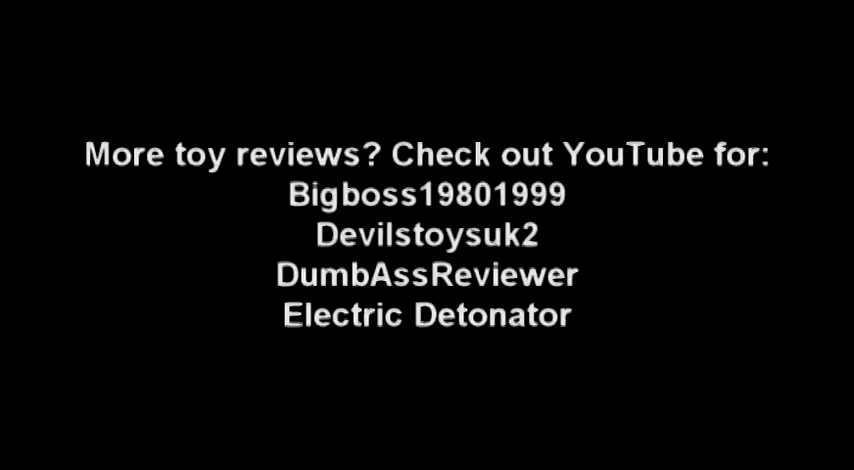 More toy reviews? Check out YouTube for:
Bigboss19801999
Devilstoysuk2
DumbAssReviewer
Electric Detonator